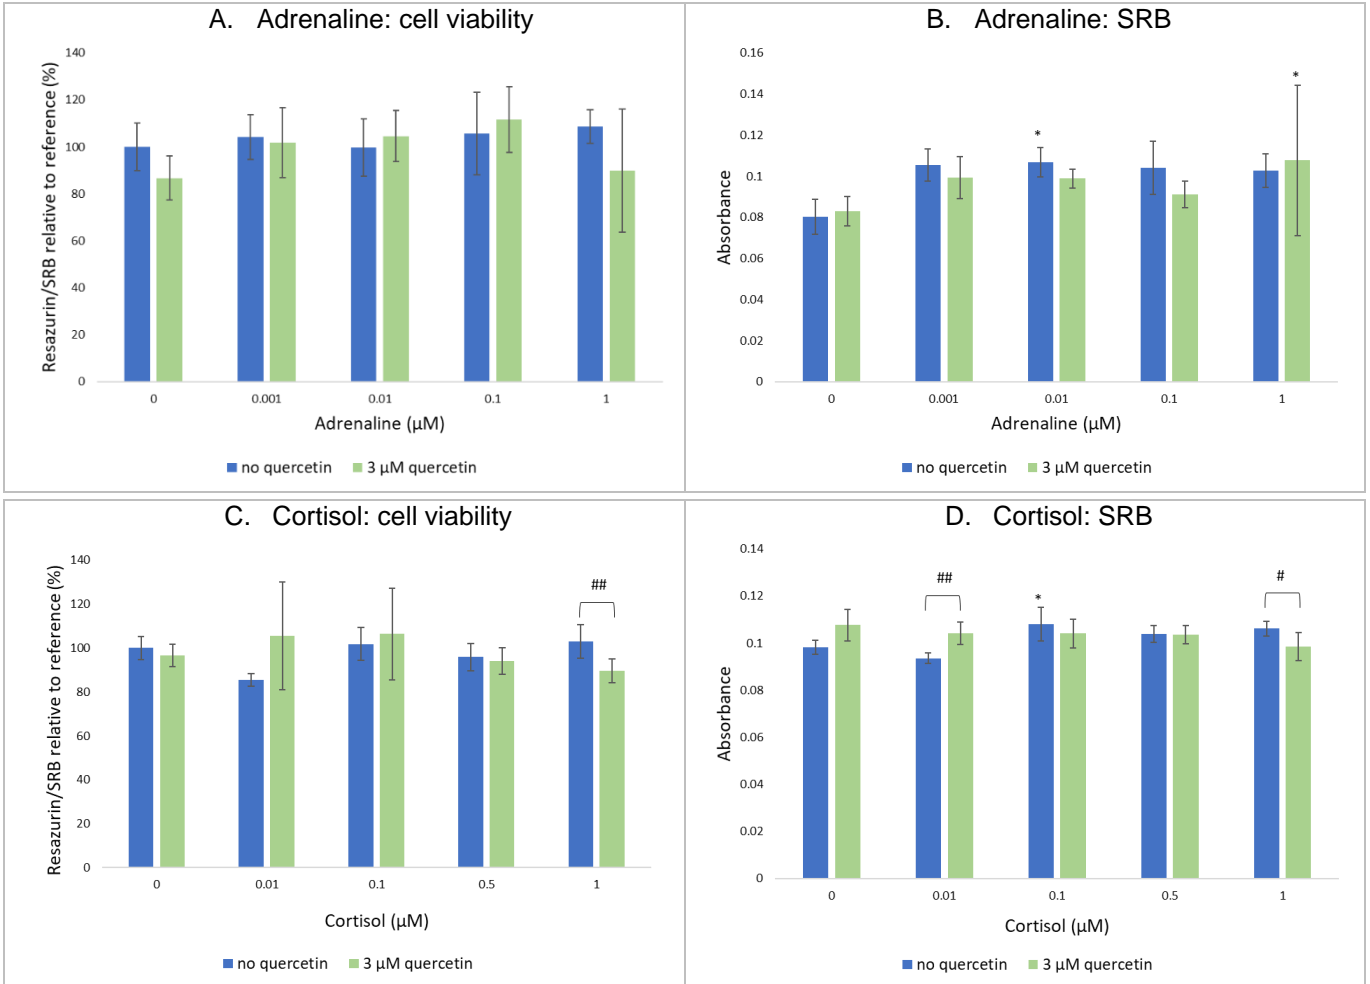 A. Adrenaline: cell viability
Resazurin/SRB relative to reference (%)
140
120
100
80
60
40
20
0
0 0.001 0.01 0.1 1
Adrenaline (μM)
no quercetin 3 μM quercetin
B. Adrenaline: SRB
Absorbance
0.16
0.14
0.12
0.1
0.08
0.06
0.04
0.02
0
* *
0 0.001 0.01 0.1 1
Adrenaline (μM)
no quercetin 3 μM quercetin
C. Cortisol: cell viability
Resazurin/SRB relative to reference (%)
140
120
100
80
60
40
20
0
##
0 0.01 0.1 0.5 1
Cortisol (μM)
no quercetin 3 μM quercetin
D. Cortisol: SRB
Absorbance
0.14
0.12
0.1
0.08
0.06
0.04
0.02
0
## * #
0 0.01 0.1 0.5 1
Cortisol (μM)
no quercetin 3 μM quercetin